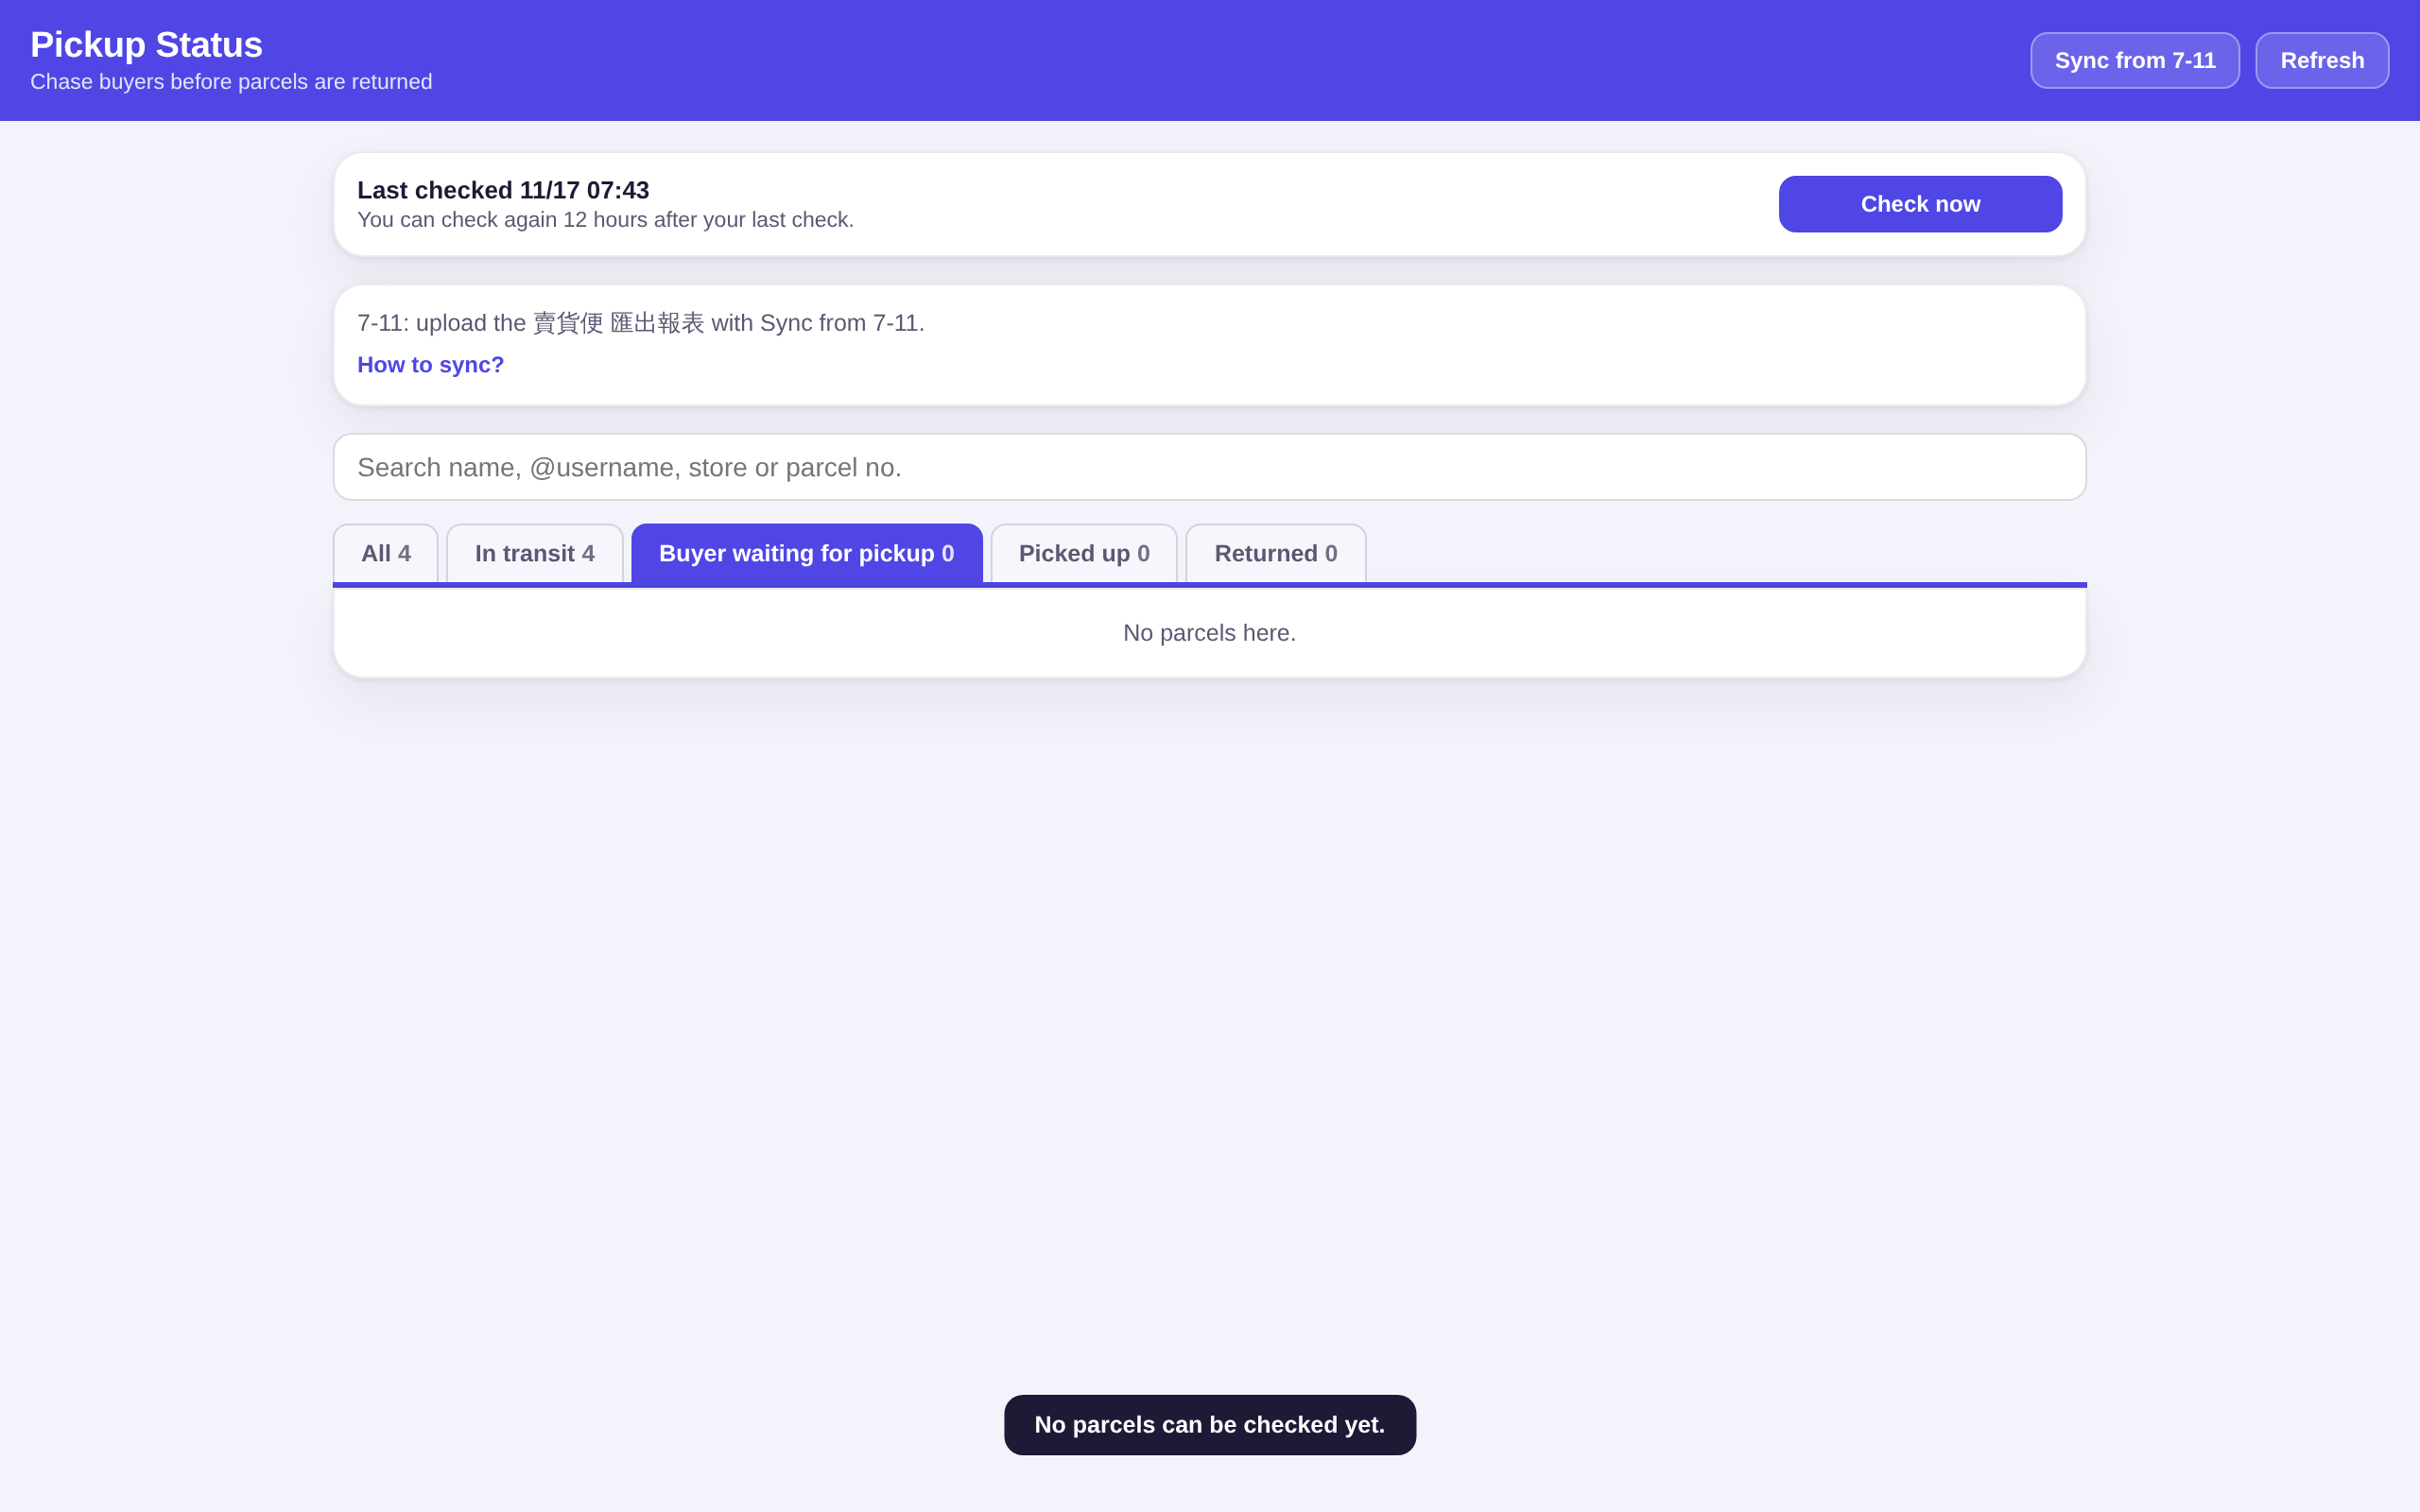 Pickup Status
Chase buyers before parcels are returned
Sync from 7-11
Refresh
Last checked 11/17 07:43
You can check again 12 hours after your last check.
Check now
7-11: upload the 賣貨便 匯出報表 with Sync from 7-11.
How to sync?
Search name, @username, store or parcel no.
All 4
In transit 4
Buyer waiting for pickup 0
Picked up 0
Returned 0
No parcels here.
No parcels can be checked yet.